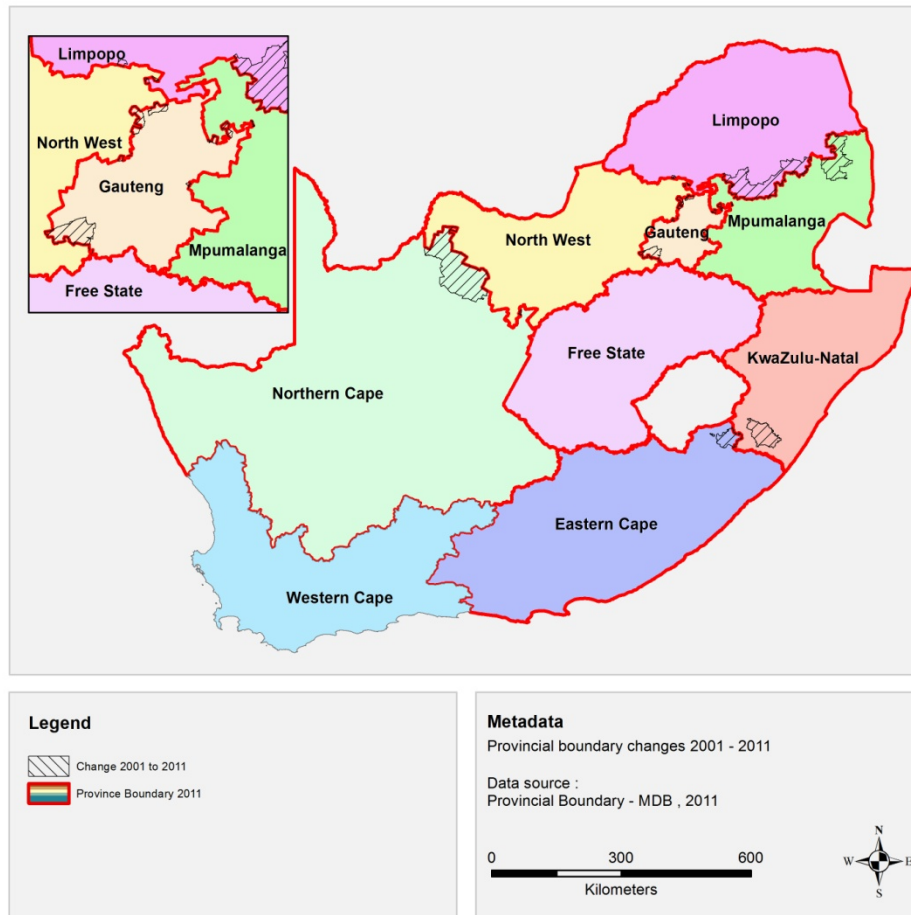 Limpopo
North West
Gauteng
Mpumalanga
Free State
Limpopo
North West
Gauteng
Mpumalanga
Free State
KwaZulu-Natal
Northern Cape
Eastern Cape
Western Cape
Legend
Change 2001 to 2011
Province Boundary 2011
Metadata
Provincial boundary changes 2001 - 2011
Data source :
Provincial Boundary - MDB , 2011
0 300 600
Kilometers
N
W E
S